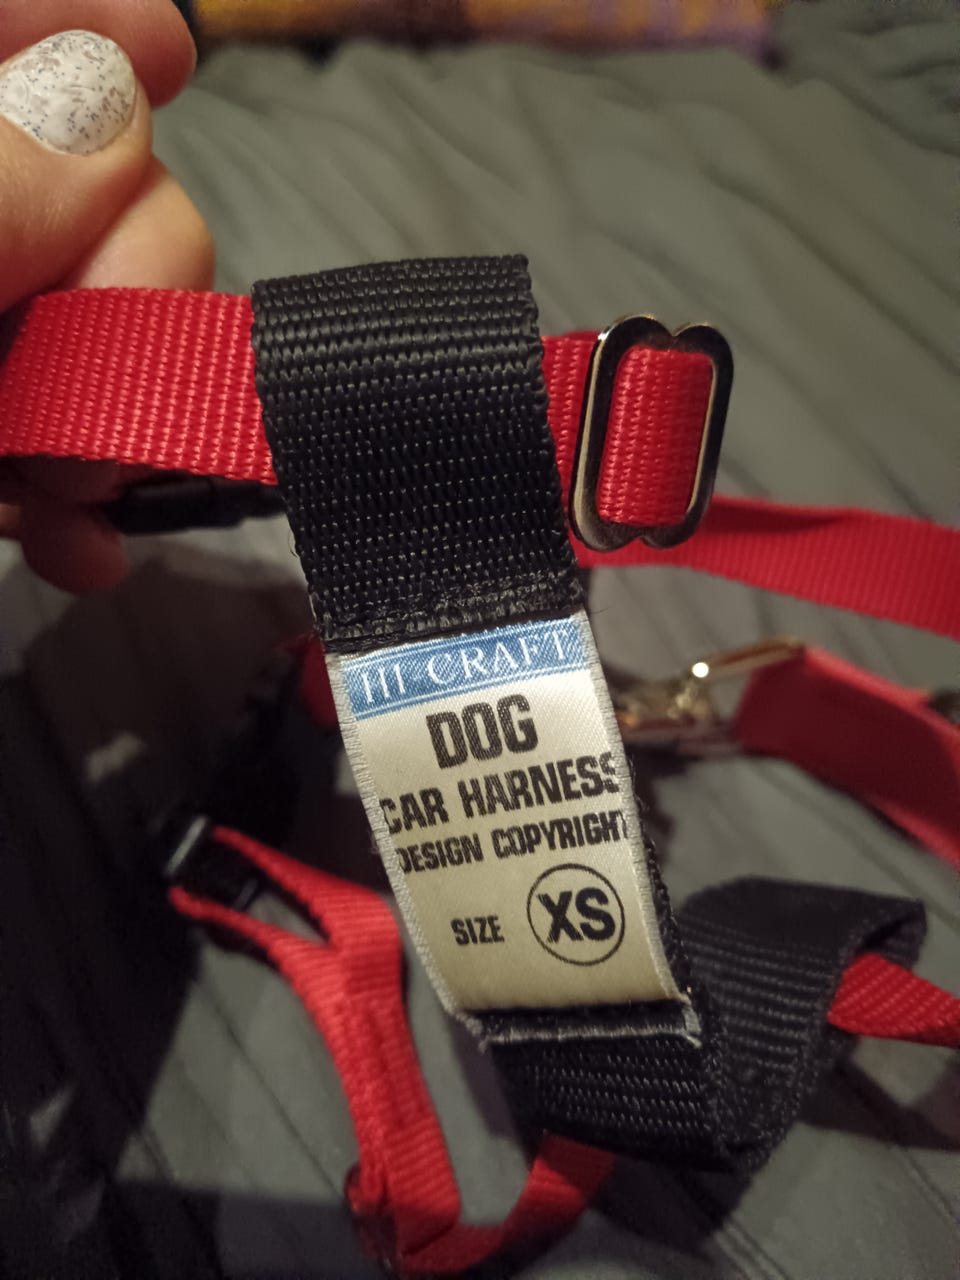 HI-CRAFT
DOG
CAR HARNESS
DESIGN COPYRIGHT
SIZE XS